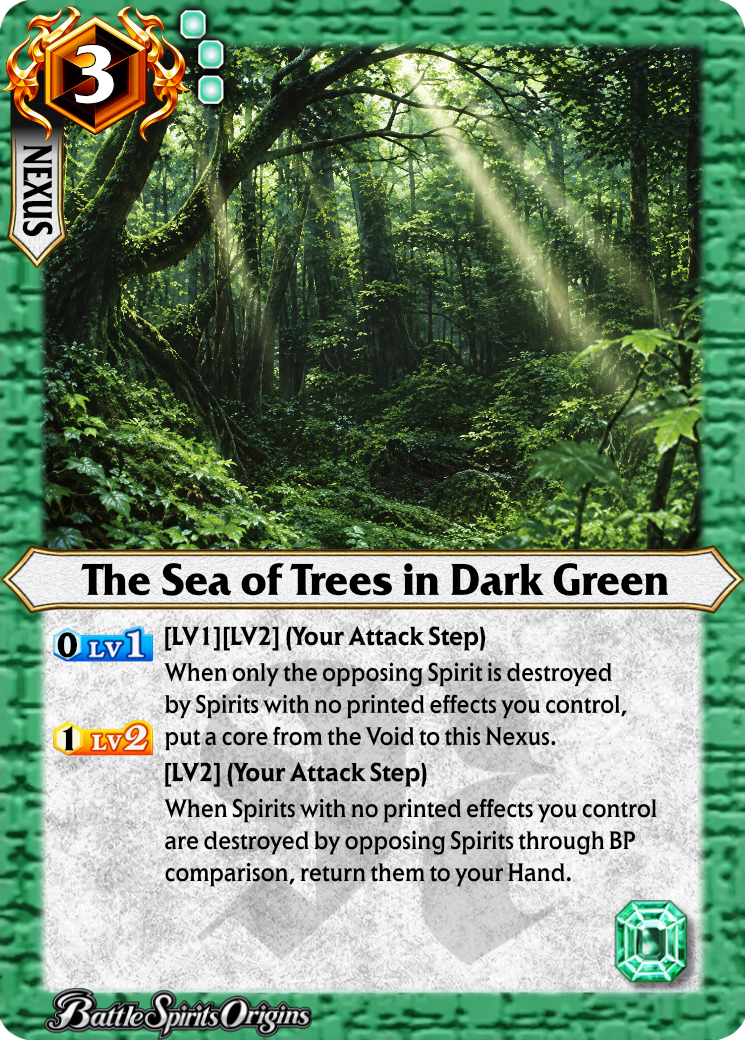 3
NEXUS
The Sea of Trees in Dark Green
0 LV1
[LV1][LV2] (Your Attack Step)
When only the opposing Spirit is destroyed
by Spirits with no printed effects you control,
1 LV2
put a core from the Void to this Nexus.
[LV2] (Your Attack Step)
When Spirits with no printed effects you control
are destroyed by opposing Spirits through BP
comparison, return them to your Hand.
Battle Spirits Origins